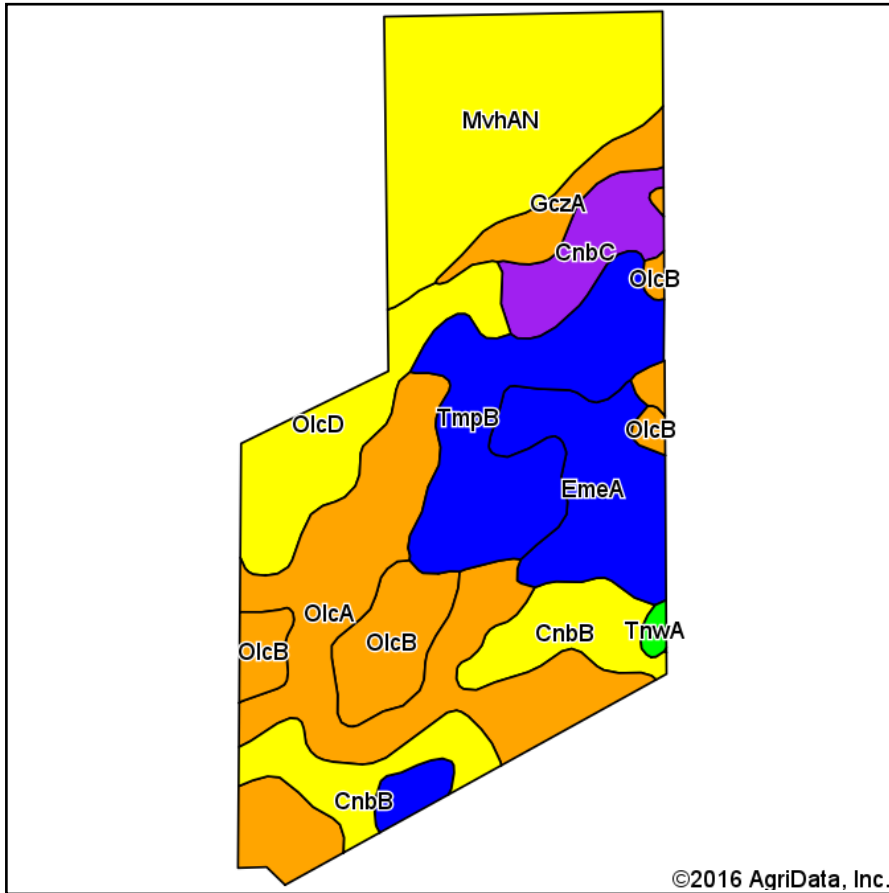 MvhAN
GczA
CnbC
OlcB
TmpB
OlcD
OlcB
EmeA
OlcA
OlcB
CnbB
TnwA
OlcB
CnbB
©2016 AgriData, Inc.